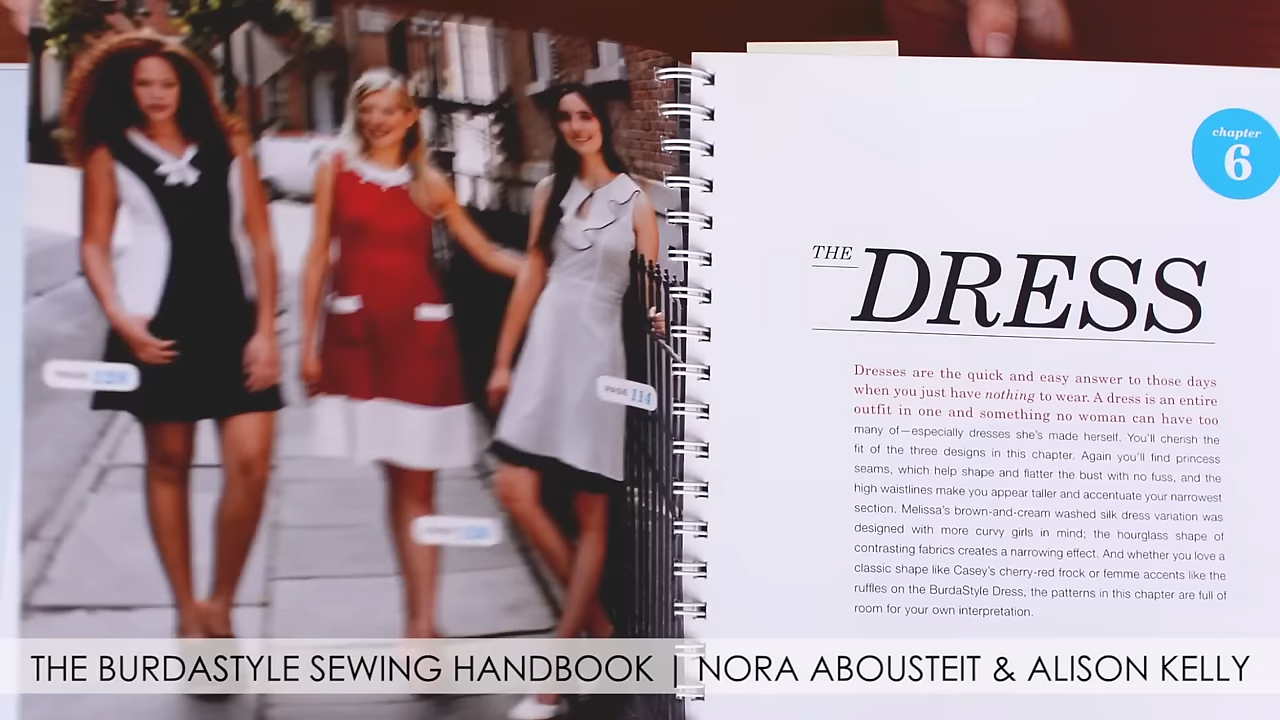 PAGE 114
chapter
6
THE DRESS
Dresses are the quick and easy answer to those days
when you just have nothing to wear. A dress is an entire
outfit in one and something no woman can have too
many of—especially dresses she's made herself. You'll cherish the
fit of the three designs in this chapter. Again you'll find princess
seams, which help shape and flatter the bust with no fuss, and the
high waistlines make you appear taller and accentuate your narrowest
section. Melissa's brown-and-cream washed silk dress variation was
designed with more curvy girls in mind; the hourglass shape of
contrasting fabrics creates a narrowing effect. And whether you love a
classic shape like Casey's cherry-red frock or femme accents like the
ruffles on the BurdaStyle Dress, the patterns in this chapter are full of
room for your own interpretation.
THE BURDASTYLE SEWING HANDBOOK | NORA ABOUSTEIT & ALISON KELLY